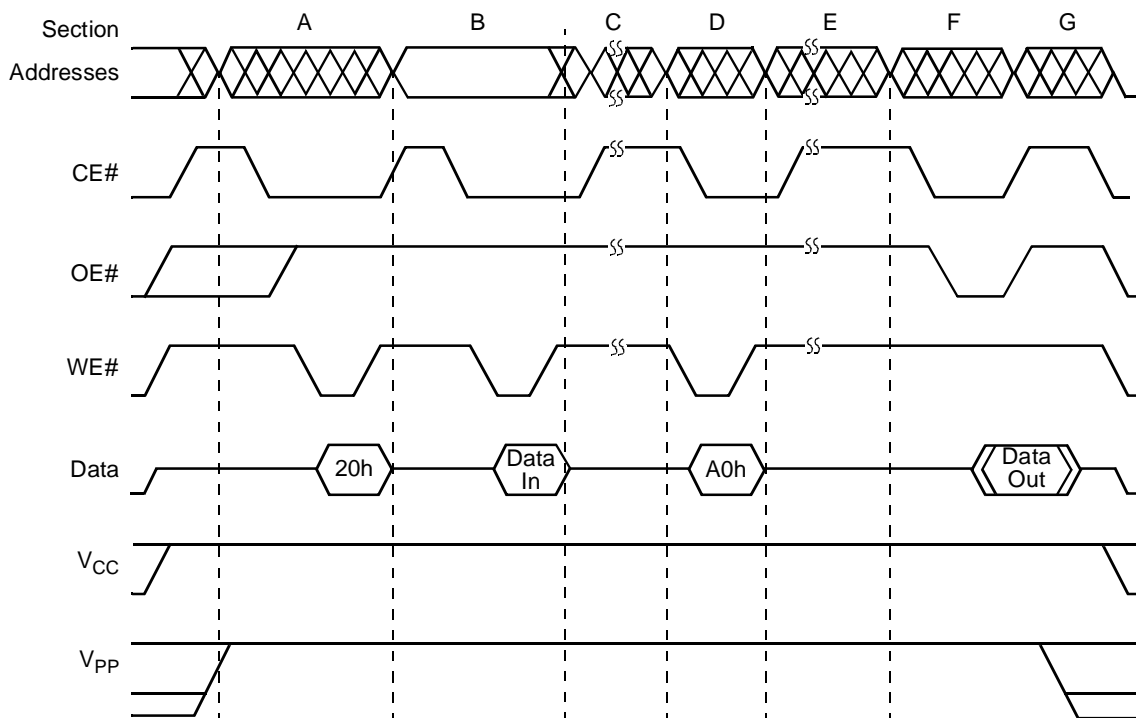 Section A B C D E F G
Addresses
CE#
OE#
WE#
Data 20h Data In A0h Data Out
VCC
VPP